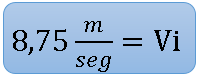 8,75 m/seg = Vi